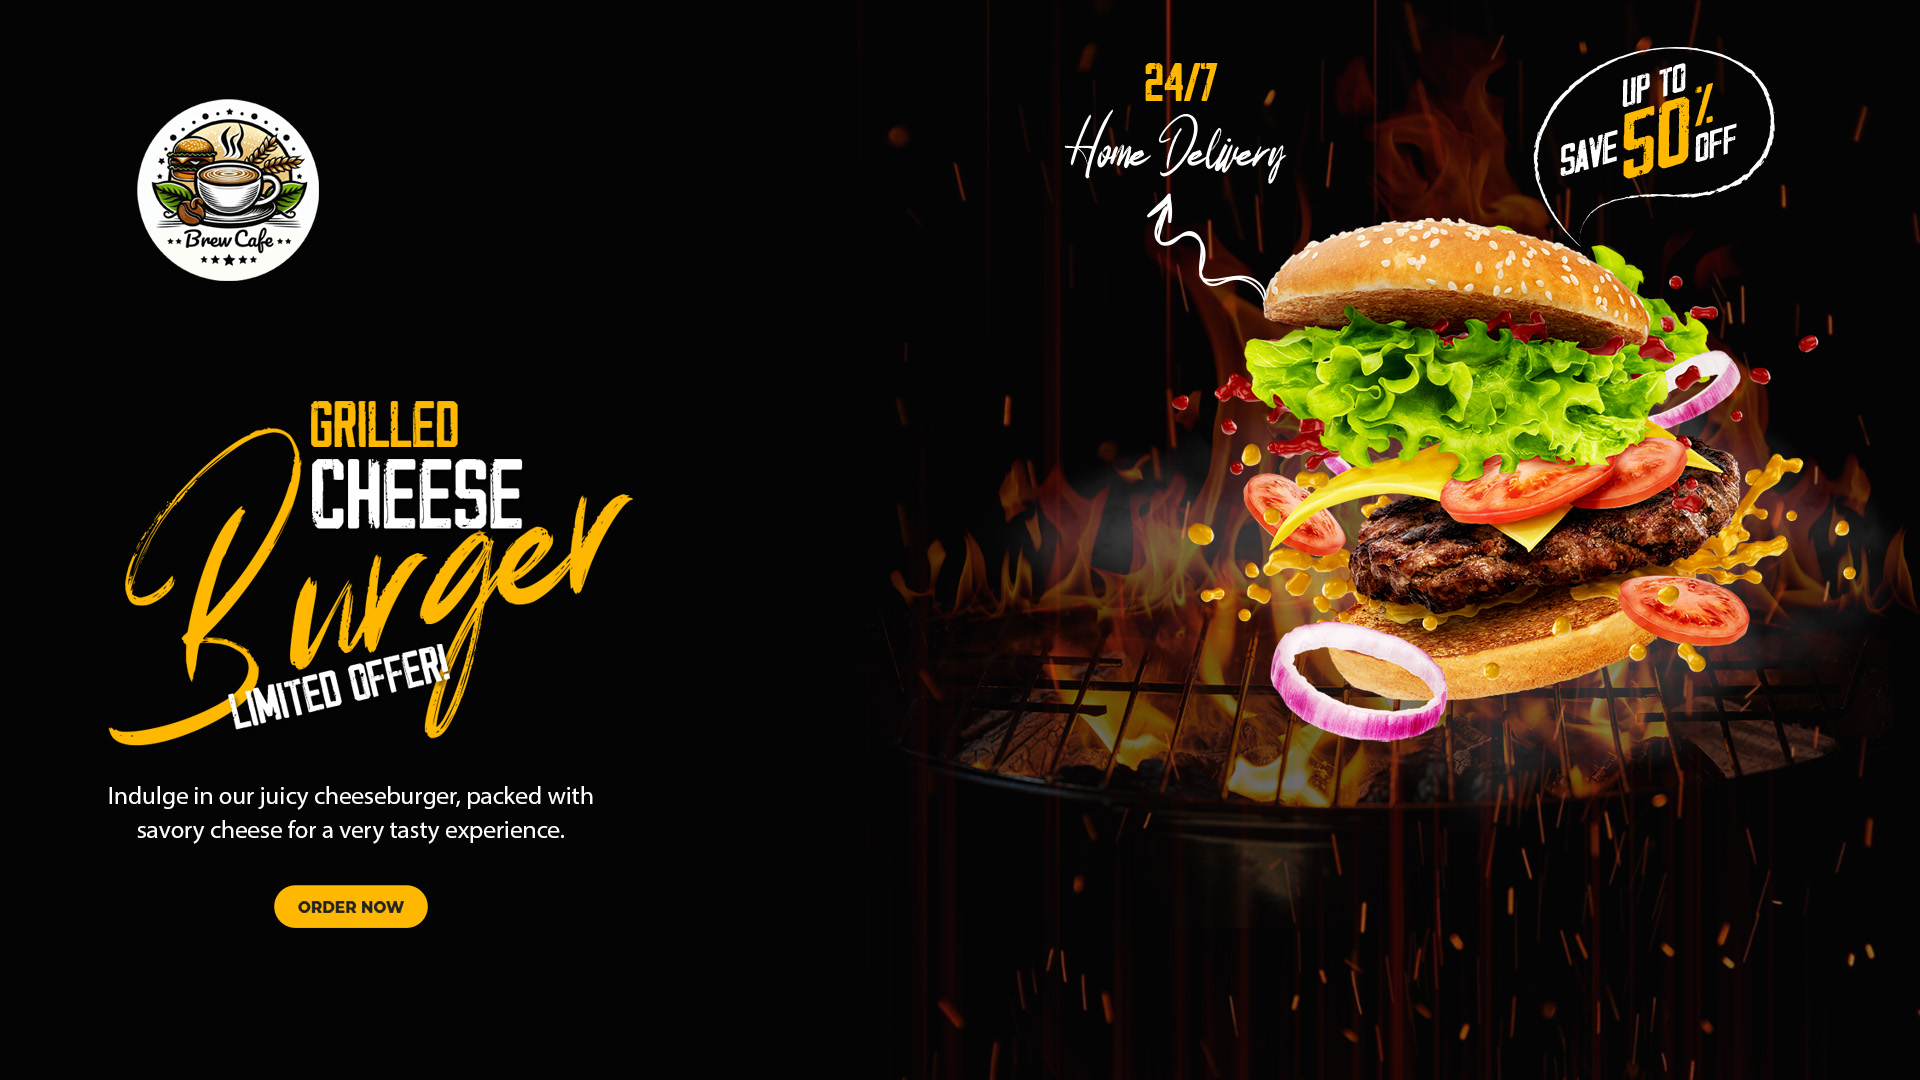 Brew Cafe
24/7
Home Delivery
UP TO
SAVE 50% OFF
GRILLED
CHEESE
Burger
LIMITED OFFER!
Indulge in our juicy cheeseburger, packed with
savory cheese for a very tasty experience.
ORDER NOW